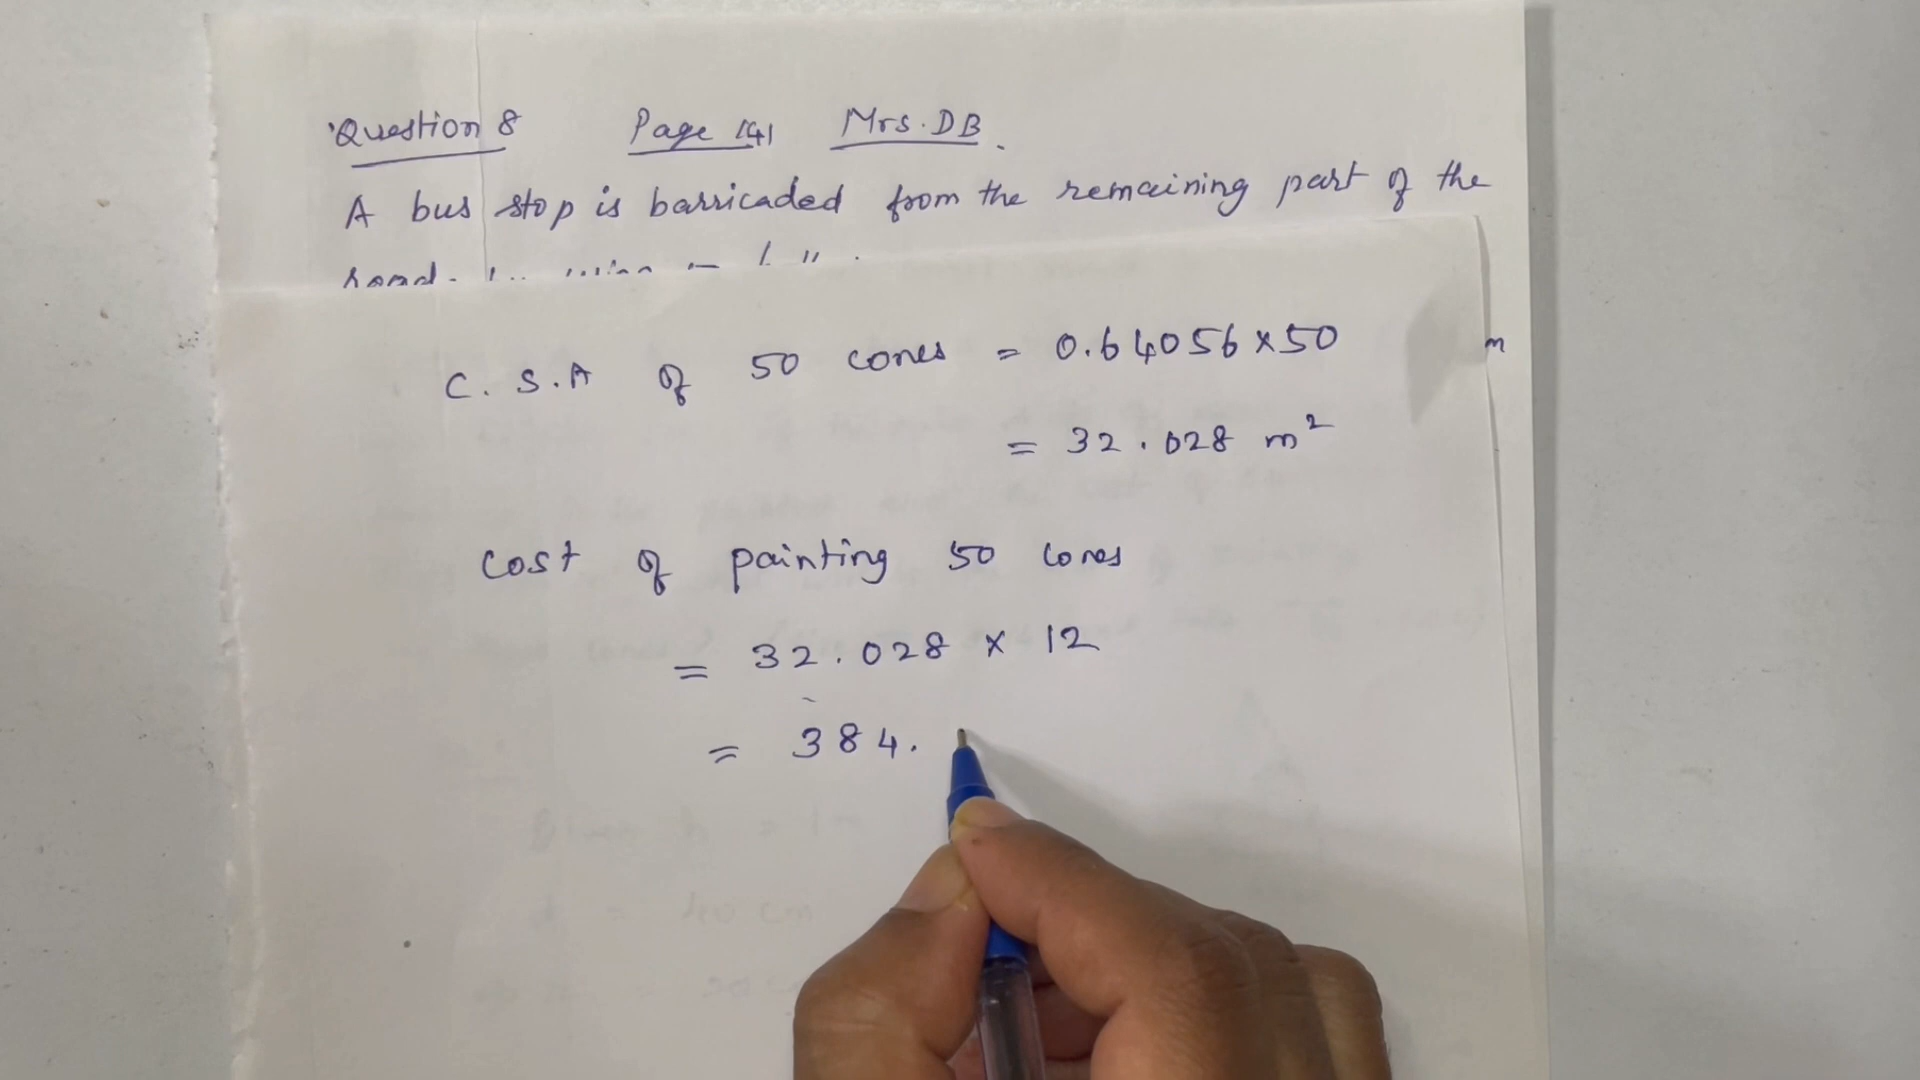 Question 8 Page 141 Mrs. DB.
A bus stop is barricaded from the remaining part of the
m
C. S. A of 50 cones = 0.64056 x 50
= 32.028 m²
cost of painting 50 cones
= 32.028 x 12
= 384.